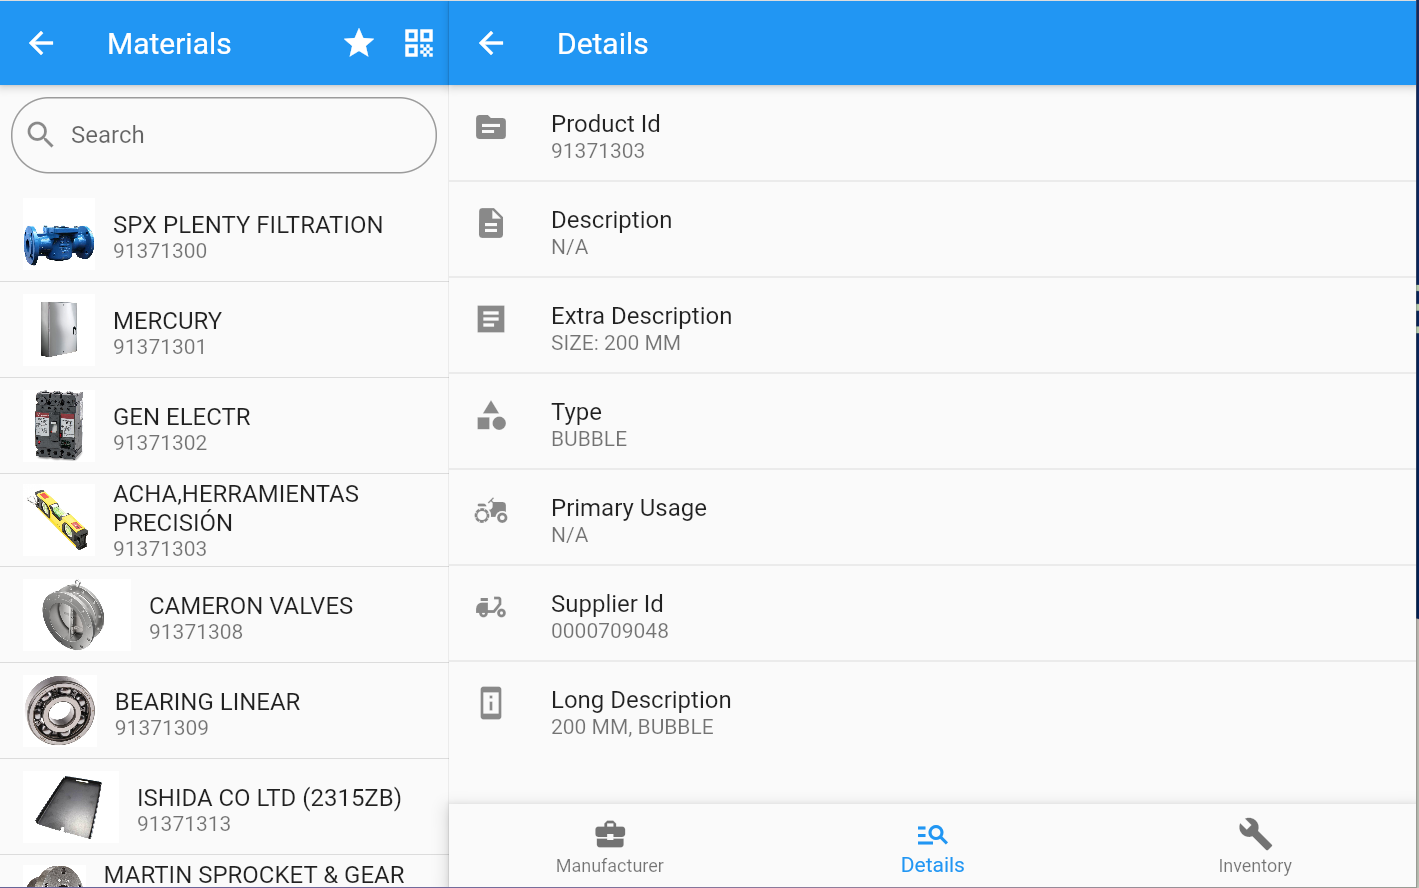 Materials
Search
SPX PLENTY FILTRATION
91371300
MERCURY
91371301
GEN ELECTR
91371302
ACHA,HERRAMIENTAS
PRECISIÓN
91371303
CAMERON VALVES
91371308
BEARING LINEAR
91371309
ISHIDA CO LTD (2315ZB)
91371313
MARTIN SPROCKET & GEAR
Details
Product Id
91371303
Description
N/A
Extra Description
SIZE: 200 MM
Type
BUBBLE
Primary Usage
N/A
Supplier Id
0000709048
Long Description
200 MM, BUBBLE
Manufacturer
Details
Inventory